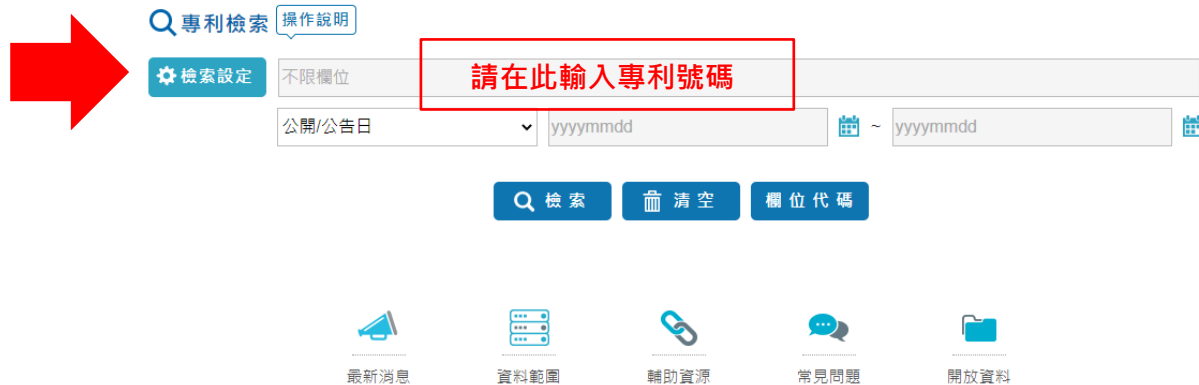 專利檢索 操作說明
檢索設定 不限欄位 請在此輸入專利號碼
公開/公告日 yyyymmdd ~ yyyymmdd
檢索 清空 欄位代碼
最新消息 資料範圍 輔助資源 常見問題 開放資料